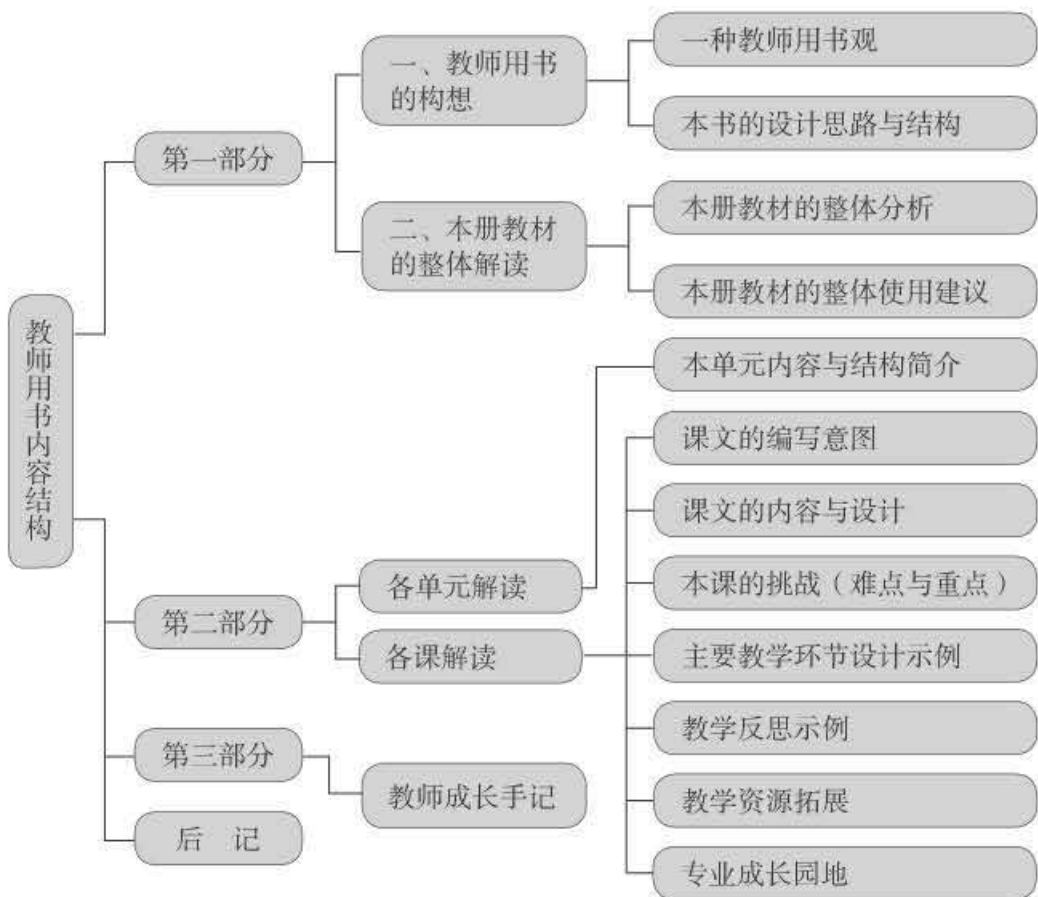 教师用书内容结构
第一部分
一、教师用书
的构想
一种教师用书观
本书的设计思路与结构
二、本册教材
的整体解读
本册教材的整体分析
本册教材的整体使用建议
第二部分
各单元解读
本单元内容与结构简介
各课解读
课文的编写意图
课文的内容与设计
本课的挑战（难点与重点）
主要教学环节设计示例
教学反思示例
教学资源拓展
专业成长园地
第三部分
教师成长手记
后 记